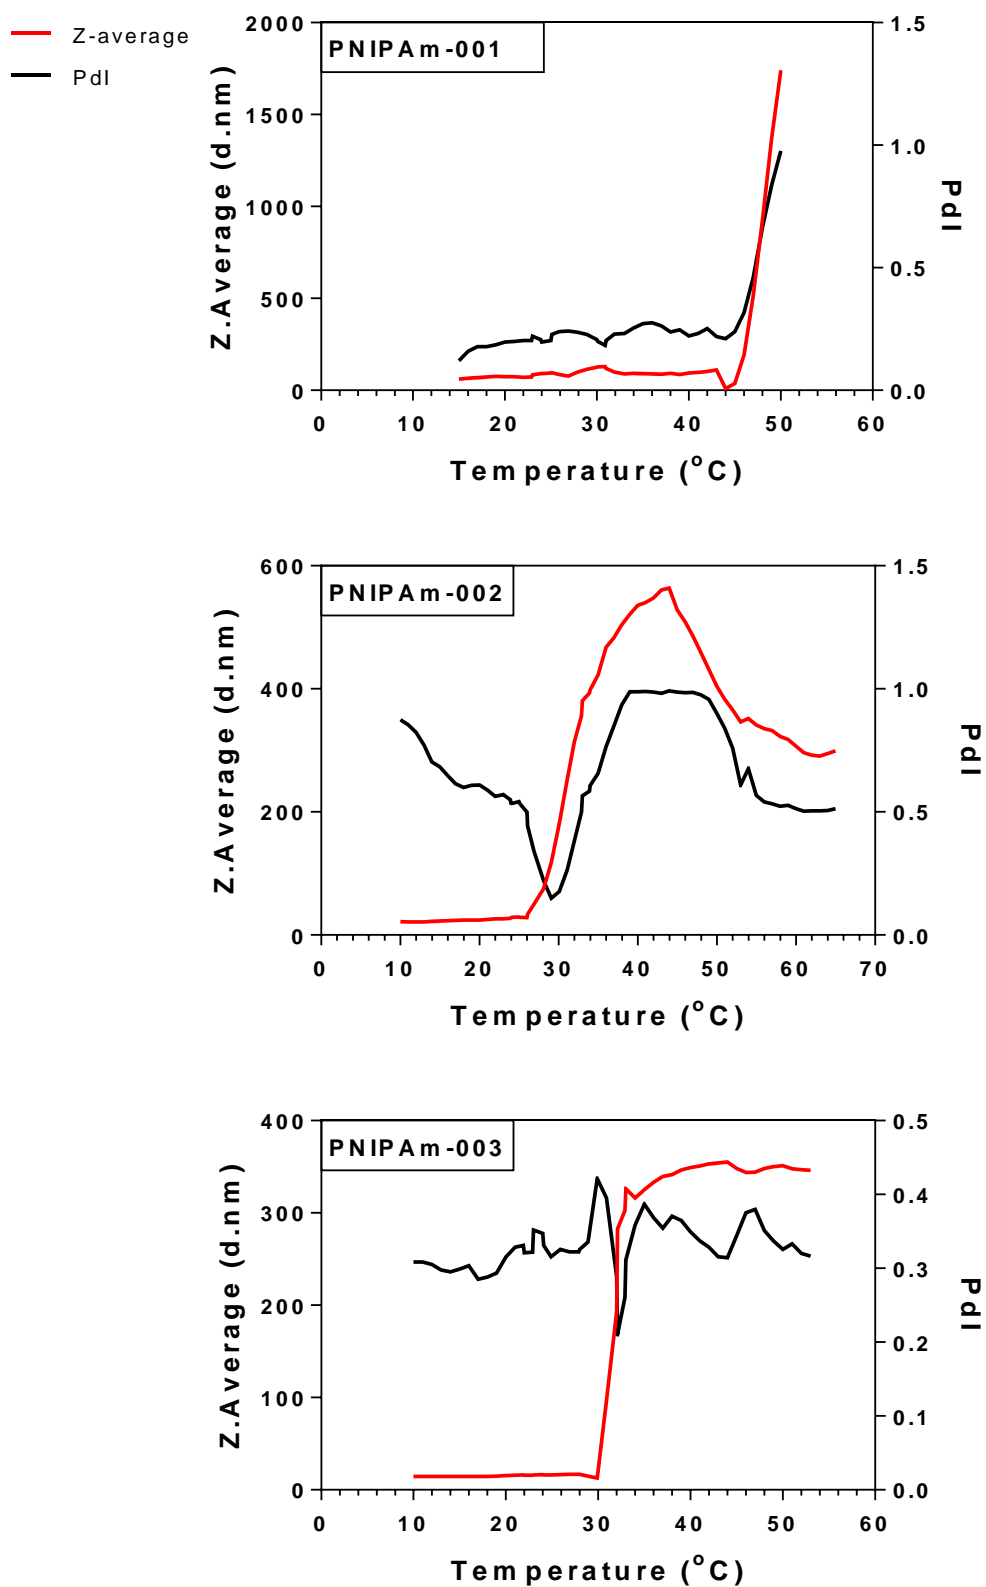 Z-average
PdI
PNIPAm-001
Z.Average (d.nm)
2000
1500
1000
500
0
1.5
1.0
0.5
0.0
PdI
0 10 20 30 40 50 60
Temperature (°C)
PNIPAm-002
Z.Average (d.nm)
600
400
200
0
1.5
1.0
0.5
0.0
PdI
0 10 20 30 40 50 60 70
Temperature (°C)
PNIPAm-003
Z.Average (d.nm)
400
300
200
100
0
0.5
0.4
0.3
0.2
0.1
0.0
PdI
0 10 20 30 40 50 60
Temperature (°C)